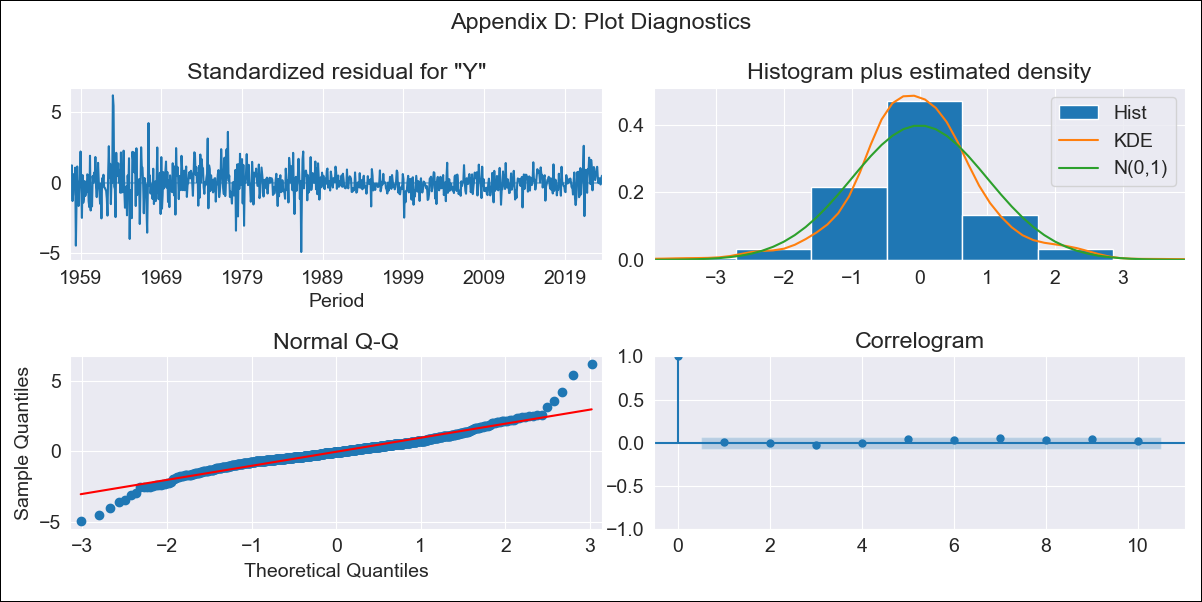 Appendix D: Plot Diagnostics
Standardized residual for "Y"
5
0
−5
1959 1969 1979 1989 1999 2009 2019
Period
Histogram plus estimated density
Hist
KDE
N(0,1)
0.4
0.2
0.0
−3 −2 −1 0 1 2 3
Normal Q-Q
Sample Quantiles
5
0
−5
−3 −2 −1 0 1 2 3
Theoretical Quantiles
Correlogram
1.0
0.5
0.0
−0.5
−1.0
0 2 4 6 8 10